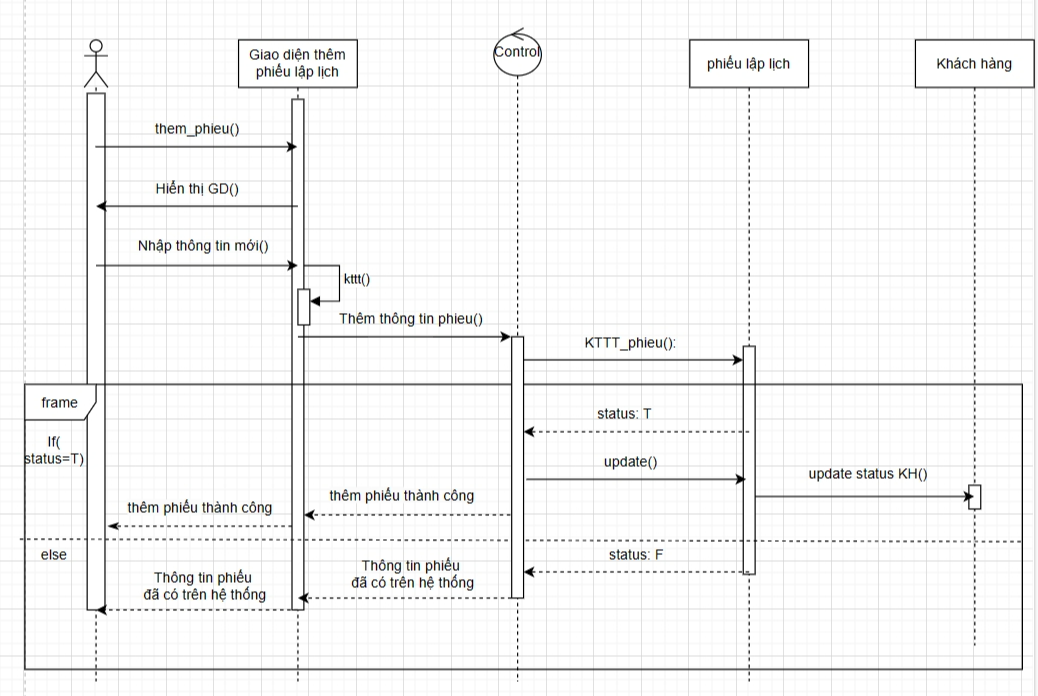 Giao diện thêm
phiếu lập lịch
Control
phiếu lập lịch
Khách hàng
them_phieu()
Hiển thị GD()
Nhập thông tin mới()
kttt()
Thêm thông tin phieu()
KTTT_phieu():
frame
status: T
If(
status=T)
update()
update status KH()
thêm phiếu thành công
thêm phiếu thành công
else
status: F
Thông tin phiếu
đã có trên hệ thống
Thông tin phiếu
đã có trên hệ thống